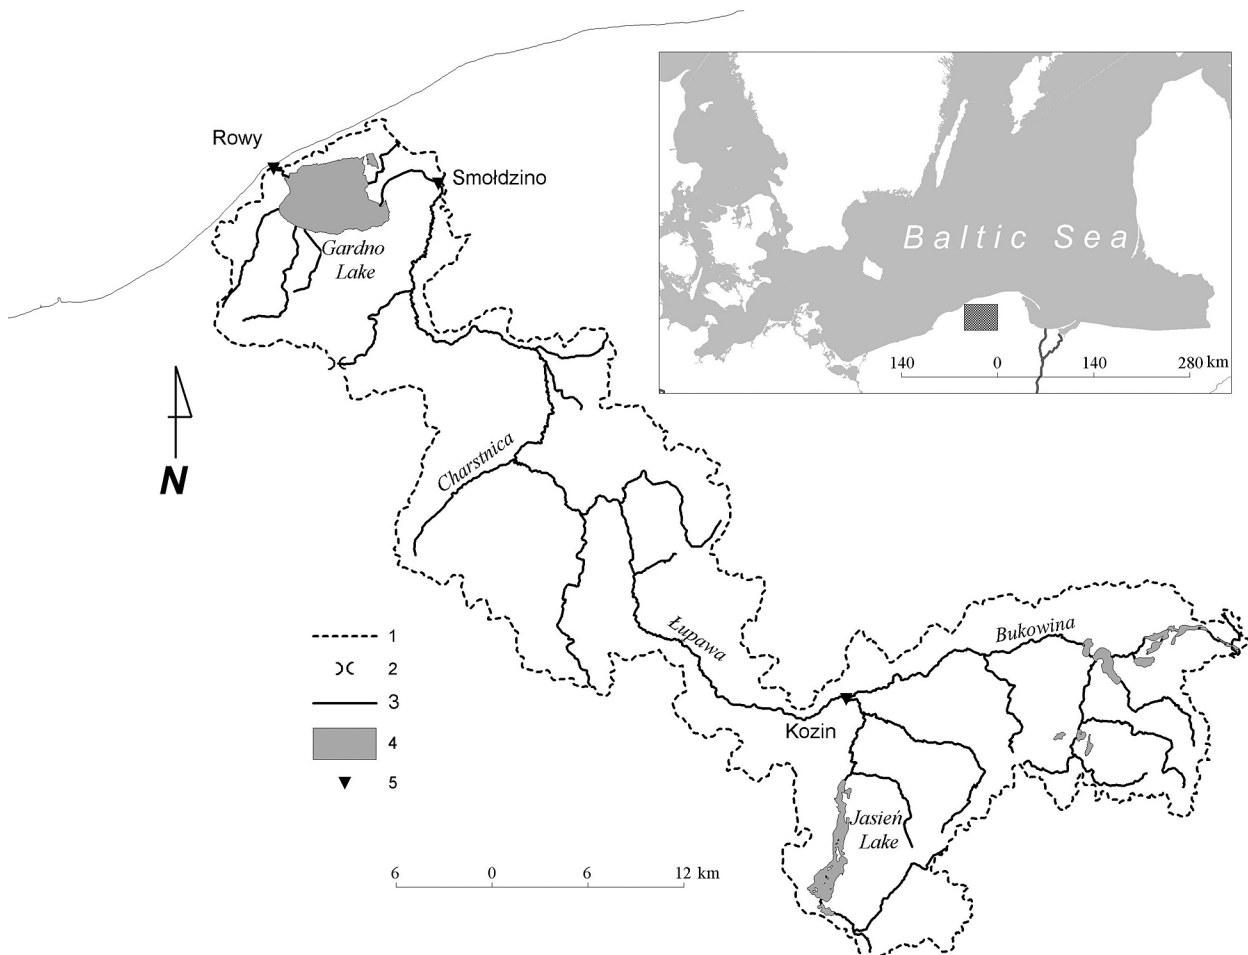 Rowy
Smołdzino
Gardno
Lake
Baltic Sea
140 0 140 280 km
N
Charstnica
1
2
3
4
5
Łupawa
Bukowina
Kozin
Jasień
Lake
6 0 6 12 km